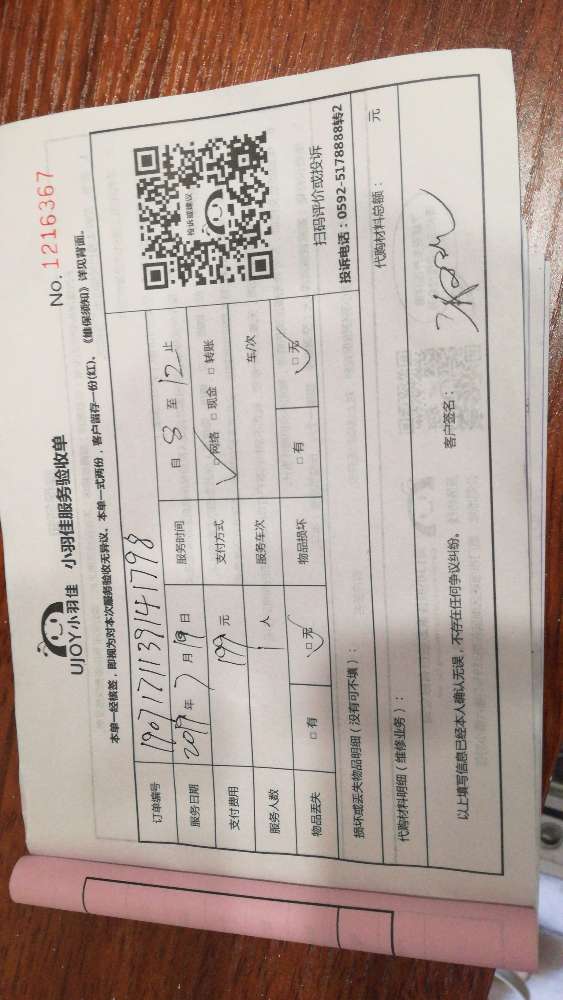 UJOY小羽佳 小羽佳服务验收单
No. 1216367
本单一经核签，即视为对本次服务验收无异议。本单一式两份，客户留存一份(红)。《维保须知》详见背面。
订单编号 190717113914798
服务日期 2019 年 7 月 19 日 服务时间 自 8 至 12 止
支付费用 199 元 支付方式 ☑网络 □现金 □转账
服务人数 1 人 服务车次 车/次
物品丢失 □有 ☑无 物品损坏 □有 ☑无
投诉或建议
扫码评价或投诉
投诉电话：0592-5178888转2
损坏或丢失物品明细（没有可不填）：
代购材料明细（维修业务）： 代购材料总额： 元
以上填写信息已经本人确认无误，不存在任何争议纠纷。 客户签名：